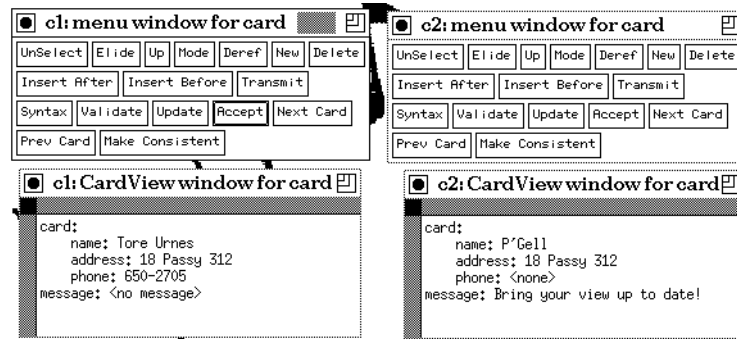 c1: menu window for card
UnSelect Elide Up Mode Deref New Delete
Insert After Insert Before Transmit
Syntax Validate Update Accept Next Card
Prev Card Make Consistent
c2: menu window for card
UnSelect Elide Up Mode Deref New Delete
Insert After Insert Before Transmit
Syntax Validate Update Accept Next Card
Prev Card Make Consistent
c1: CardView window for card
card:
name: Tore Urnes
address: 18 Passy 312
phone: 650-2705
message: <no message>
c2: CardView window for card
card:
name: P'Gell
address: 18 Passy 312
phone: <none>
message: Bring your view up to date!